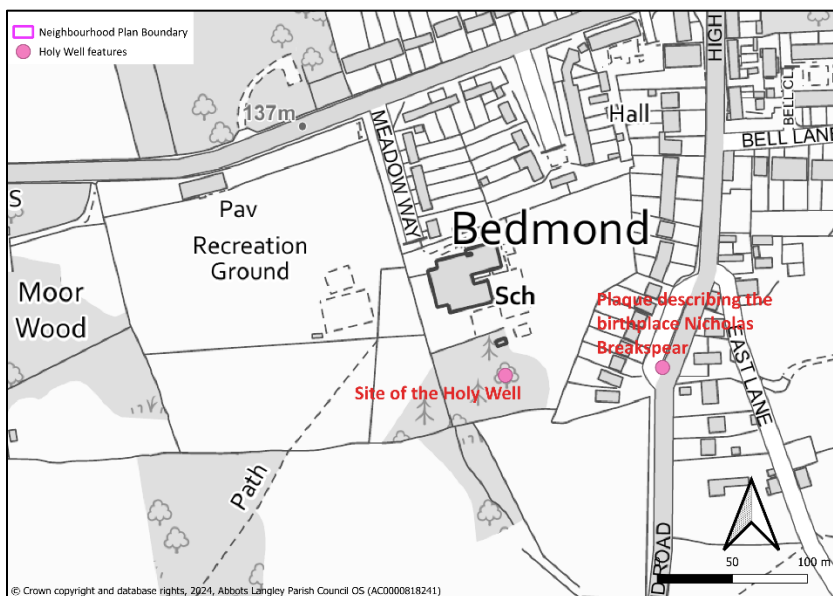 Neighbourhood Plan Boundary
Holy Well features
137m
HIGH
BELL CL
Hall
BELL LANE
MEADOW WAY
S
Pav
Recreation
Ground
Bedmond
Moor
Wood
Sch
Plaque describing the
birthplace Nicholas
Breakspear
EAST LANE
Site of the Holy Well
Path
D ROAD
50
100 m
© Crown copyright and database rights, 2024, Abbots Langley Parish Council OS (AC0000818241)